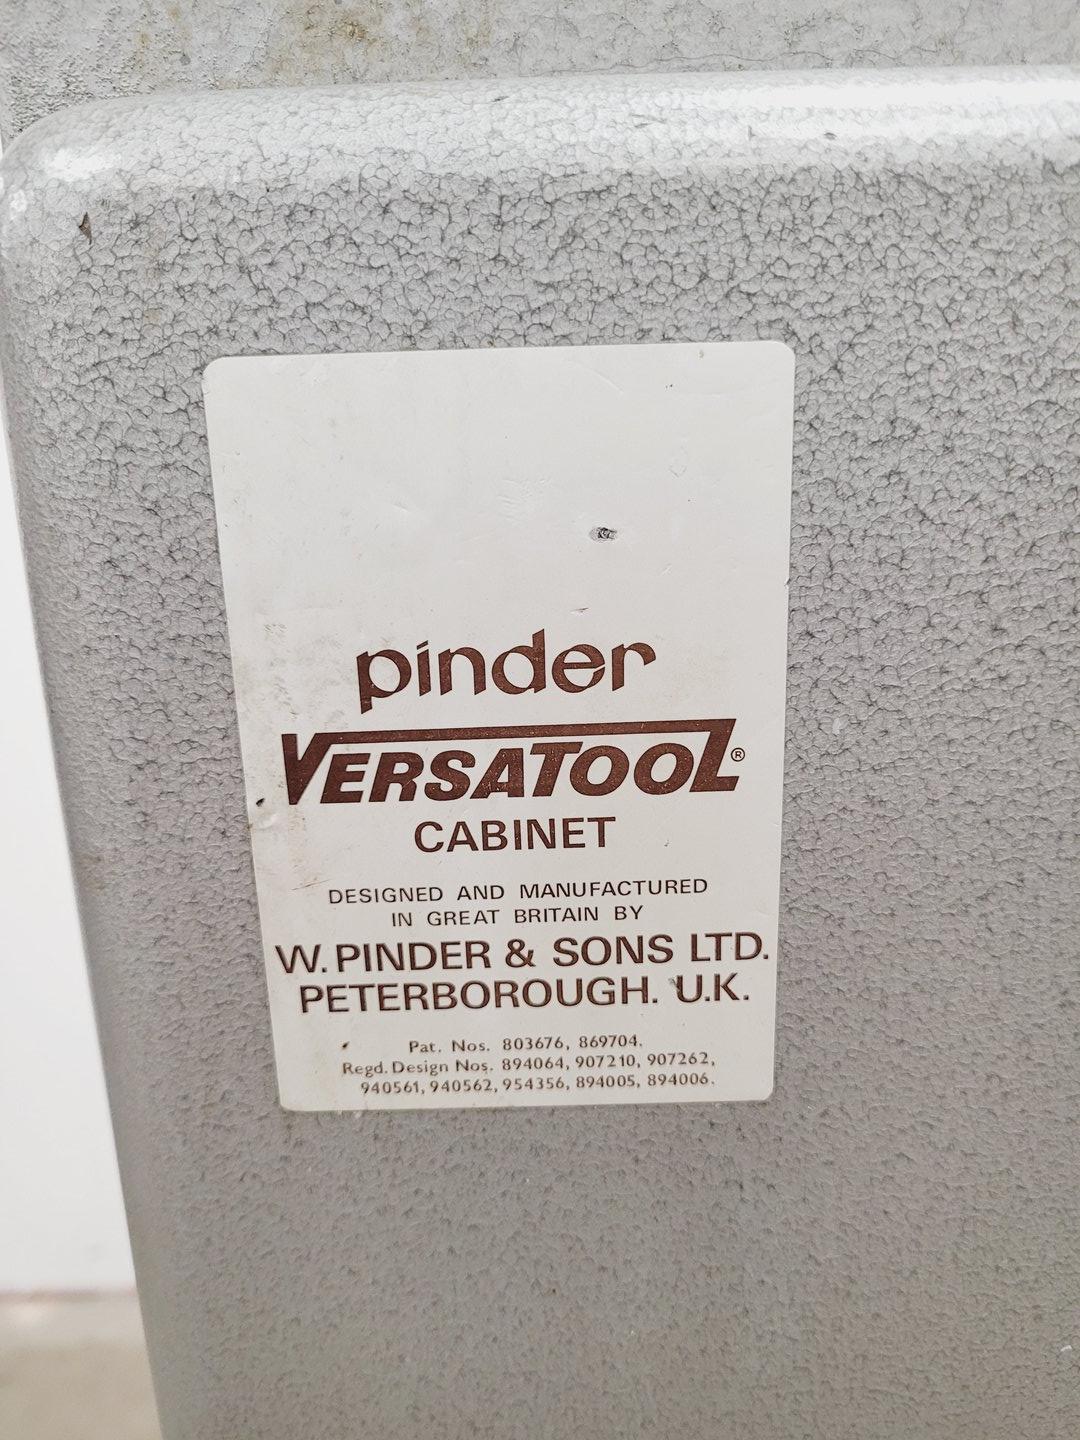 pinder
VERSATOOL®
CABINET
DESIGNED AND MANUFACTURED
IN GREAT BRITAIN BY
W. PINDER & SONS LTD.
PETERBOROUGH. U.K.
Pat. Nos. 803676, 869704.
Regd. Design Nos. 894064, 907210, 907262,
940561, 940562, 954356, 894005, 894006.